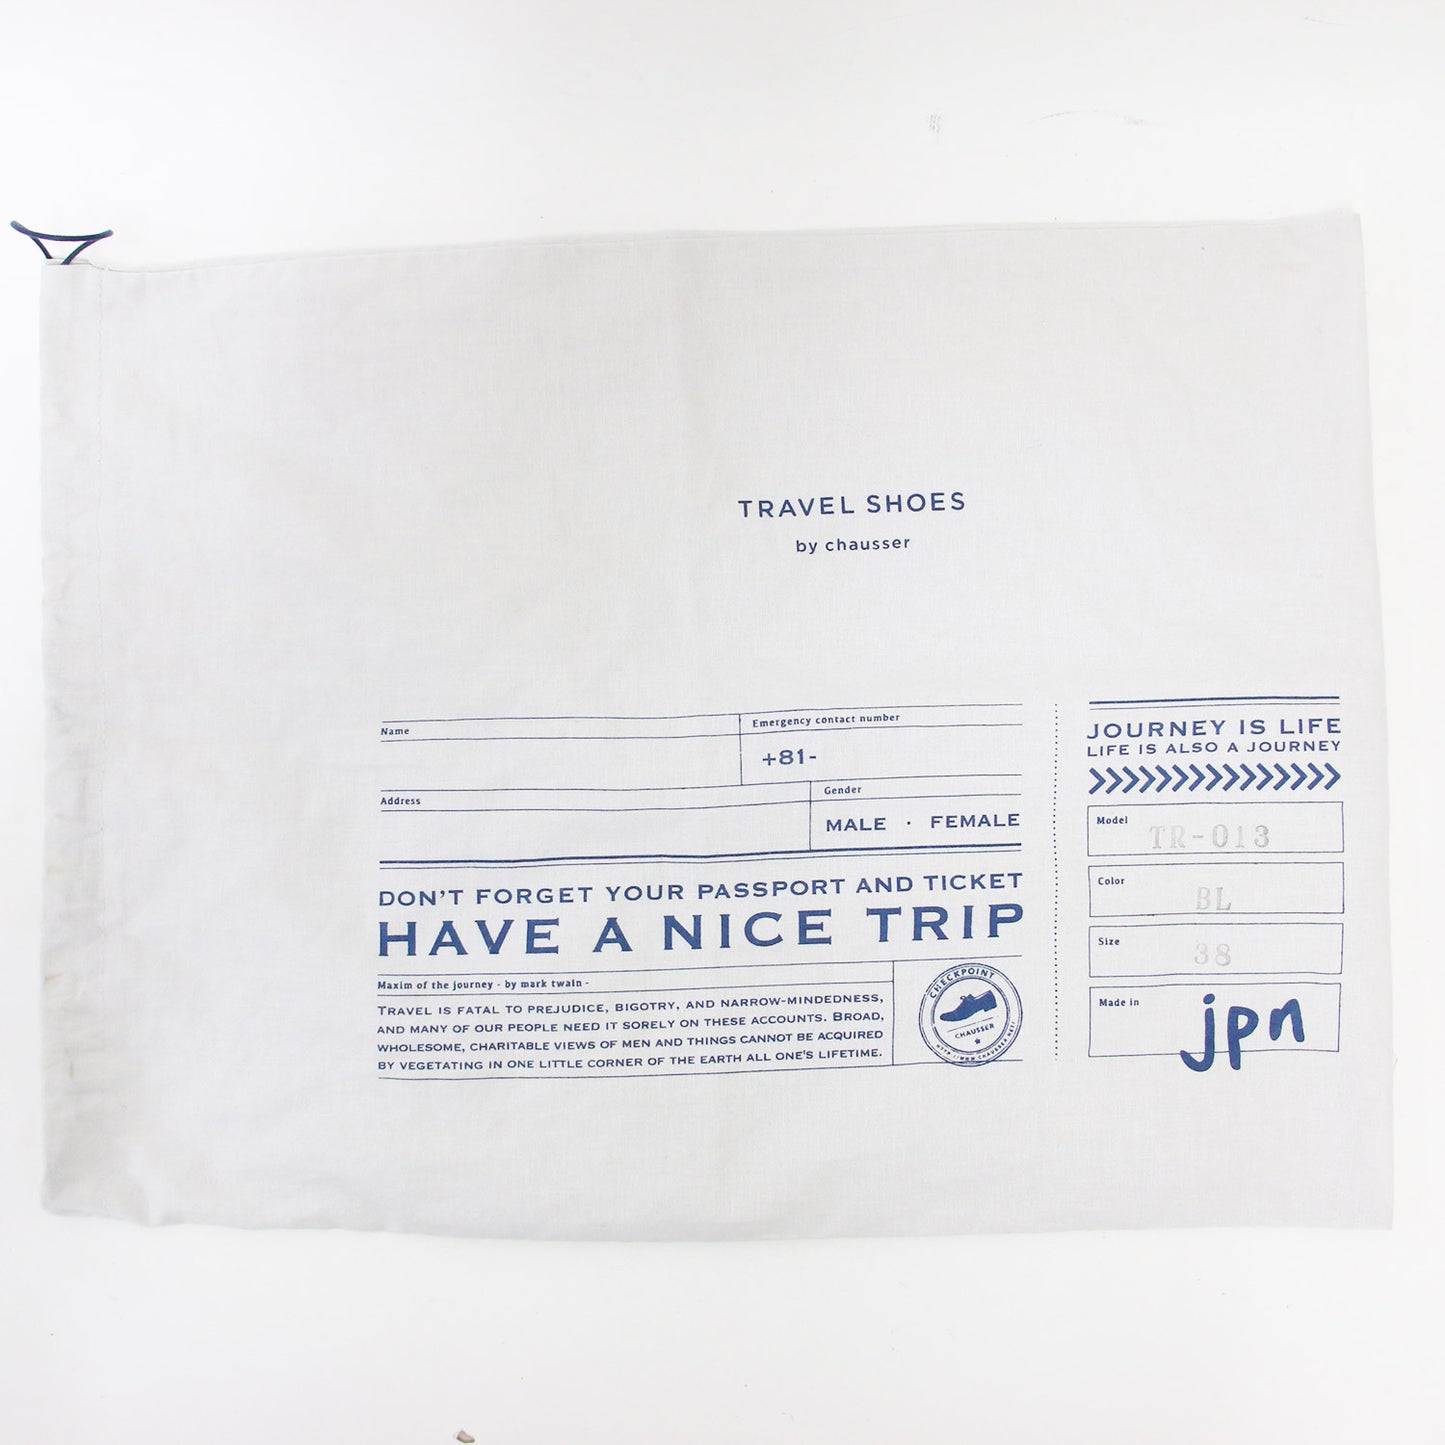 TRAVEL SHOES
by chausser
Name
Emergency contact number
+81-
Address
Gender
MALE · FEMALE
DON'T FORGET YOUR PASSPORT AND TICKET
HAVE A NICE TRIP
Maxim of the journey - by mark twain -
TRAVEL IS FATAL TO PREJUDICE, BIGOTRY, AND NARROW-MINDEDNESS,
AND MANY OF OUR PEOPLE NEED IT SORELY ON THESE ACCOUNTS. BROAD,
WHOLESOME, CHARITABLE VIEWS OF MEN AND THINGS CANNOT BE ACQUIRED
BY VEGETATING IN ONE LITTLE CORNER OF THE EARTH ALL ONE'S LIFETIME.
CHECKPOINT
CHAUSSER
HTTP://WWW.CHAUSSER.NET/
JOURNEY IS LIFE
LIFE IS ALSO A JOURNEY
Model
TR-013
Color
BL
Size
38
Made in
jpn